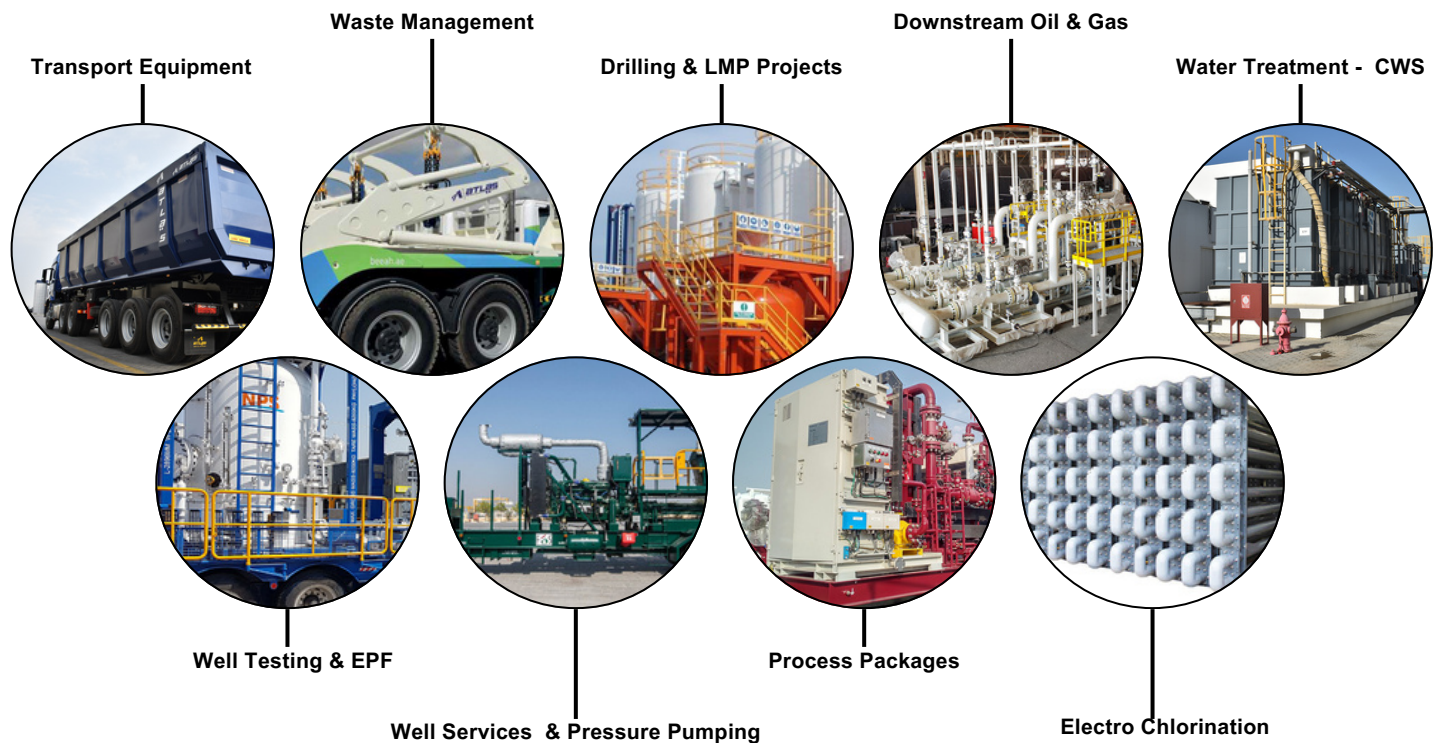 Waste Management
Downstream Oil & Gas
Transport Equipment
Drilling & LMP Projects
Water Treatment - CWS
ATLAS
ATLAS
beeah.ae
NPS
Well Testing & EPF
Process Packages
Well Services & Pressure Pumping
Electro Chlorination